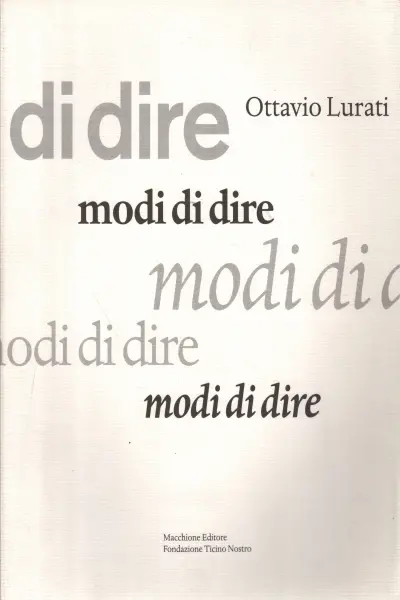 di dire
Ottavio Lurati
modi di dire
modi di d
modi di dire
modi di dire
Macchione Editore
Fondazione Ticino Nostro